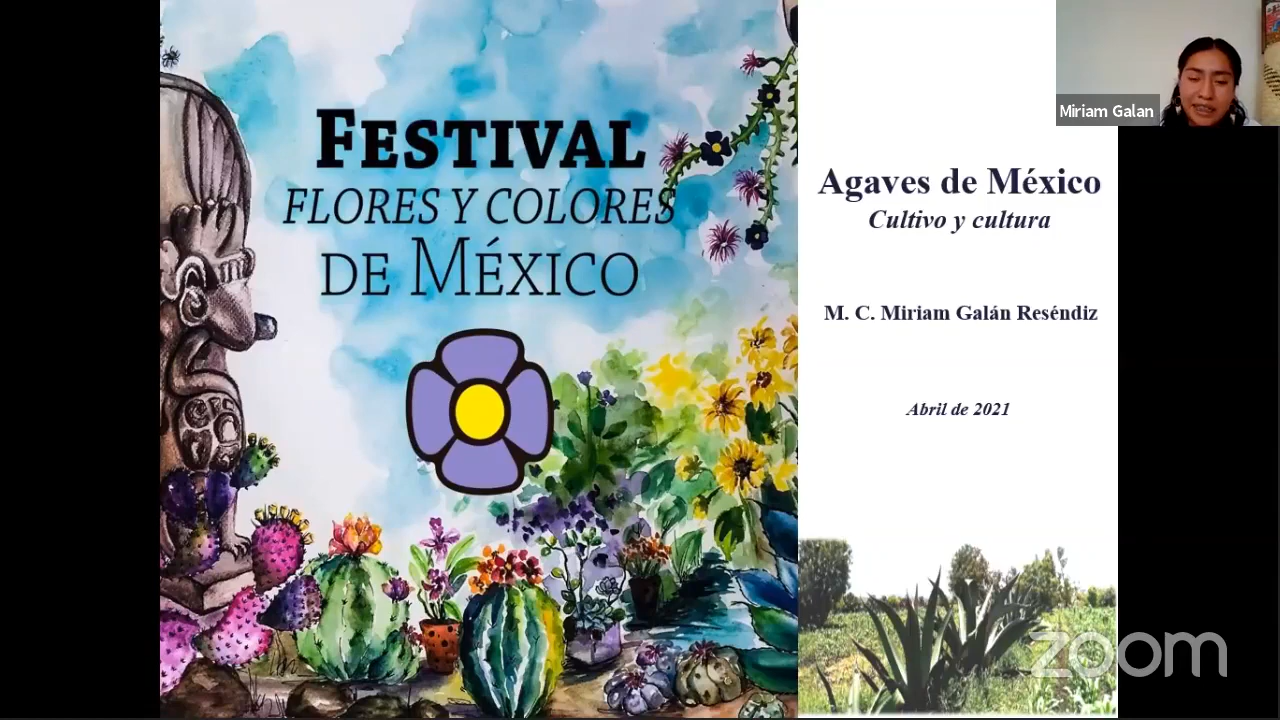 FESTIVAL
FLORES Y COLORES
DE MÉXICO
Miriam Galan
Agaves de México
Cultivo y cultura
M. C. Miriam Galán Reséndiz
Abril de 2021
zoom